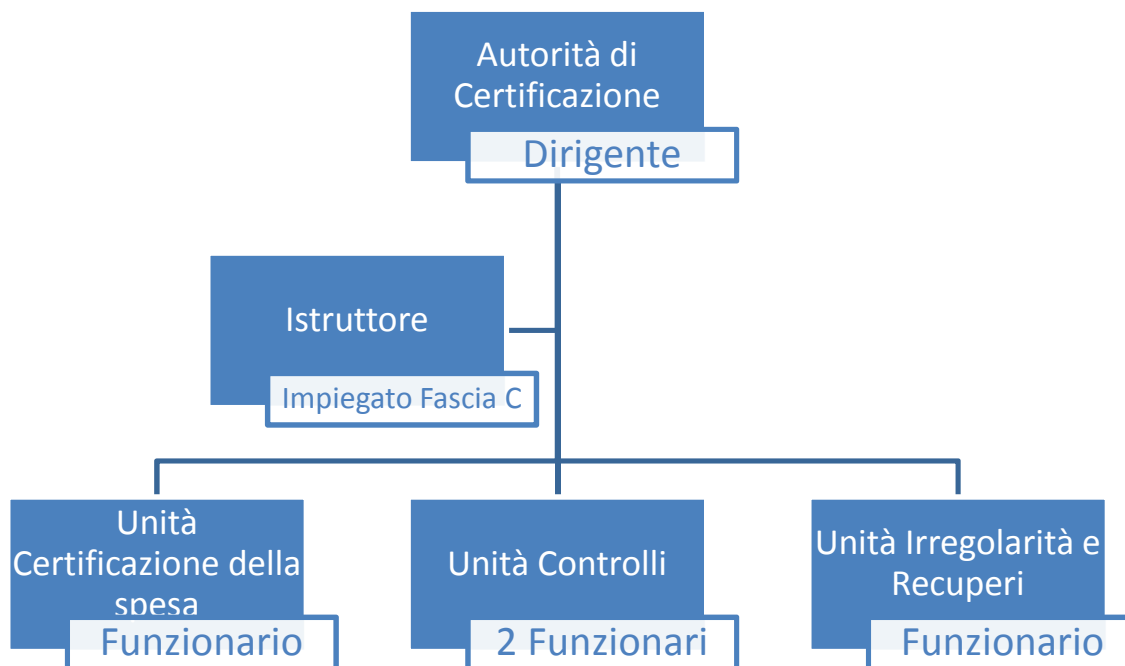 Autorità di
Certificazione
Dirigente
Istruttore
Impiegato Fascia C
Unità
Certificazione della
spesa
Funzionario
Unità Controlli
2 Funzionari
Unità Irregolarità e
Recuperi
Funzionario